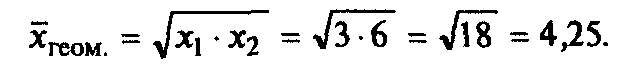 x̅геом. = √x₁ · x₂ = √3 · 6 = √18 = 4,25.